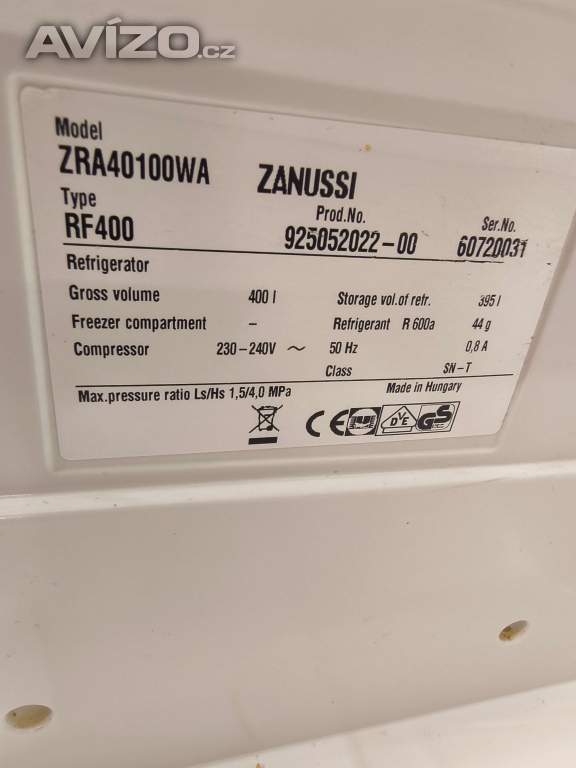 AVÍZO.cz
Model
ZRA40100WA ZANUSSI
Type Prod.No. Ser.No.
RF400 925052022-00 60720031
Refrigerator
Gross volume 400 l Storage vol.of refr. 395 l
Freezer compartment - Refrigerant R 600a 44 g
Compressor 230-240V ~ 50 Hz 0,8 A
Class SN-T
Max.pressure ratio Ls/Hs 1,5/4,0 MPa Made in Hungary
CE DVE GS